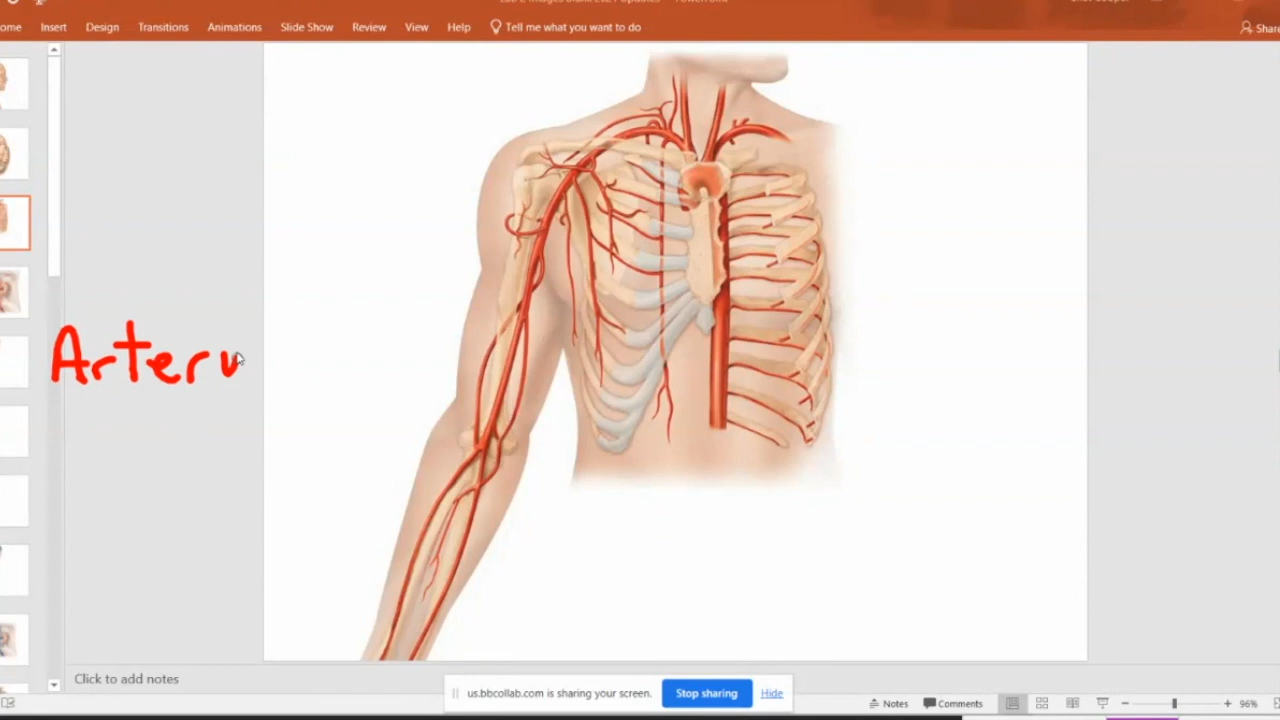 ome Insert Design Transitions Animations Slide Show Review View Help Tell me what you want to do Share
Arteru
Click to add notes
us.bbcollab.com is sharing your screen. Stop sharing Hide
Notes Comments 96%